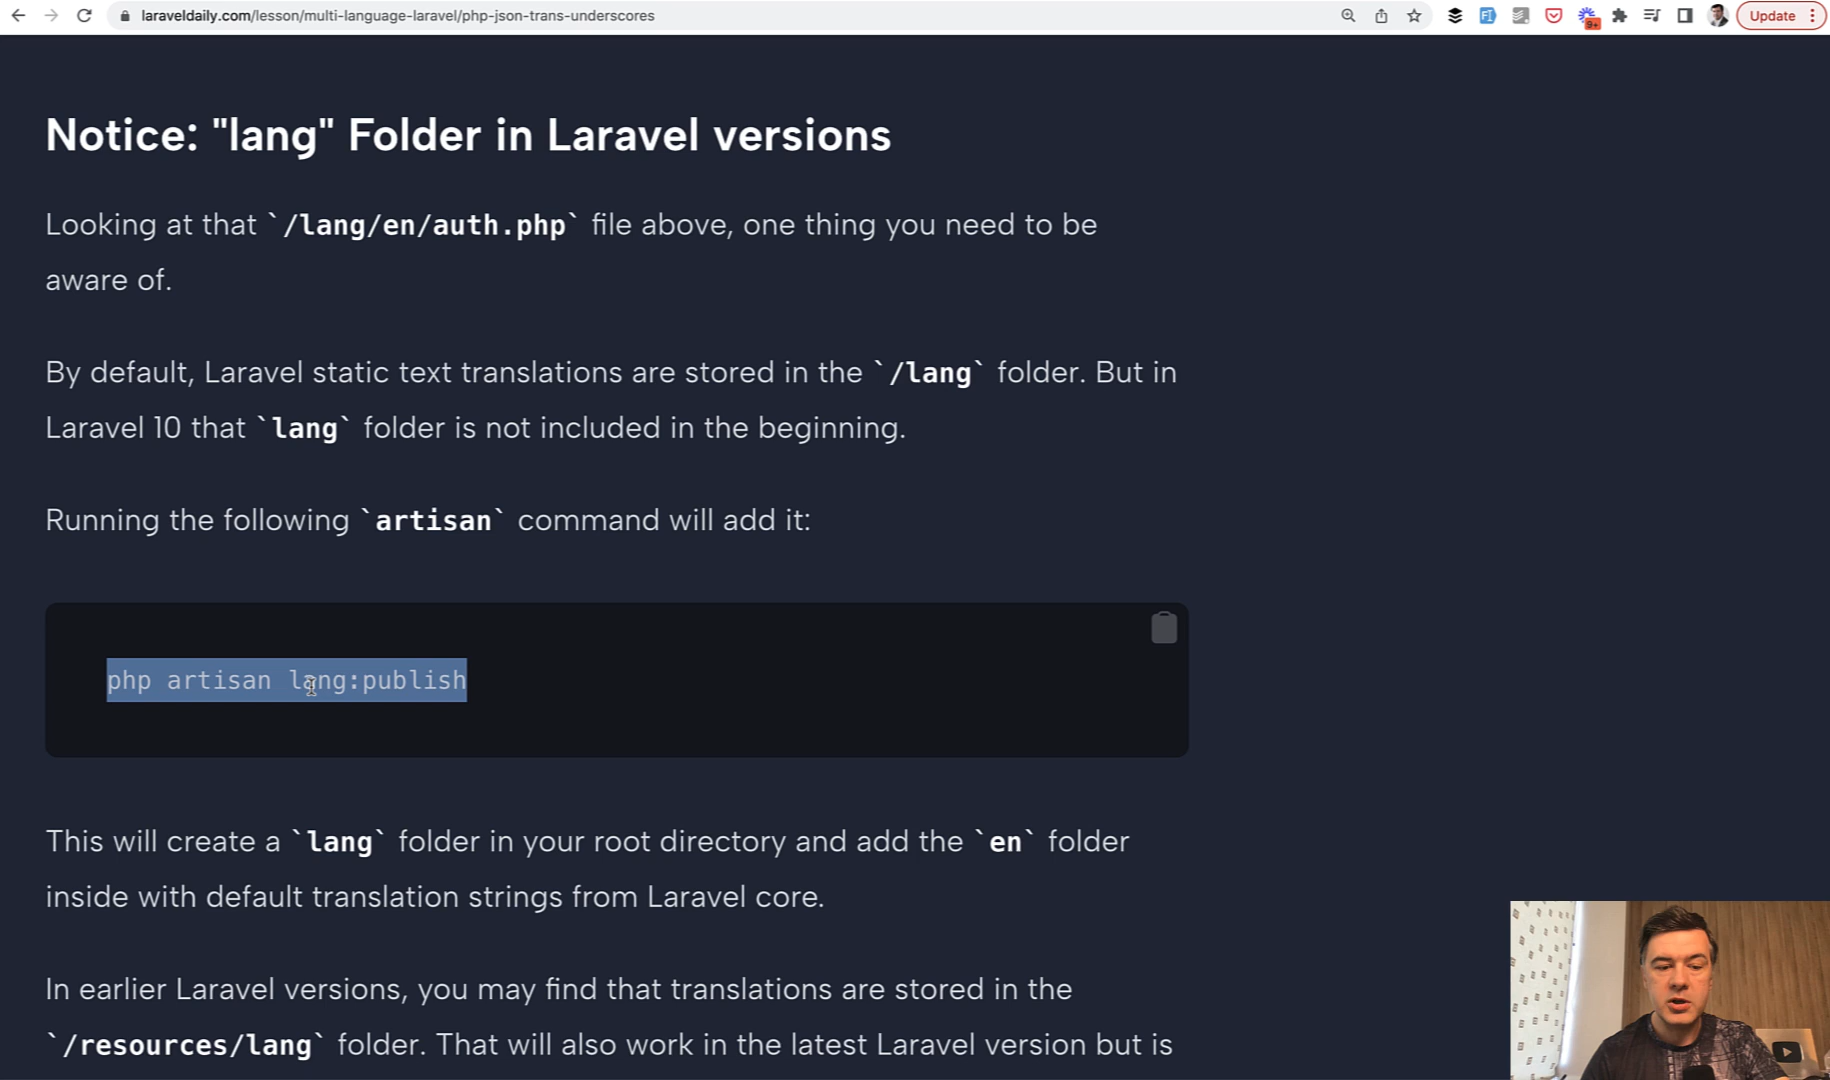 laraveldaily.com/lesson/multi-language-laravel/php-json-trans-underscores
9+
Update
Notice: "lang" Folder in Laravel versions
Looking at that `/lang/en/auth.php` file above, one thing you need to be
aware of.
By default, Laravel static text translations are stored in the `/lang` folder. But in
Laravel 10 that `lang` folder is not included in the beginning.
Running the following `artisan` command will add it:
php artisan lang:publish
This will create a `lang` folder in your root directory and add the `en` folder
inside with default translation strings from Laravel core.
In earlier Laravel versions, you may find that translations are stored in the
`/resources/lang` folder. That will also work in the latest Laravel version but is